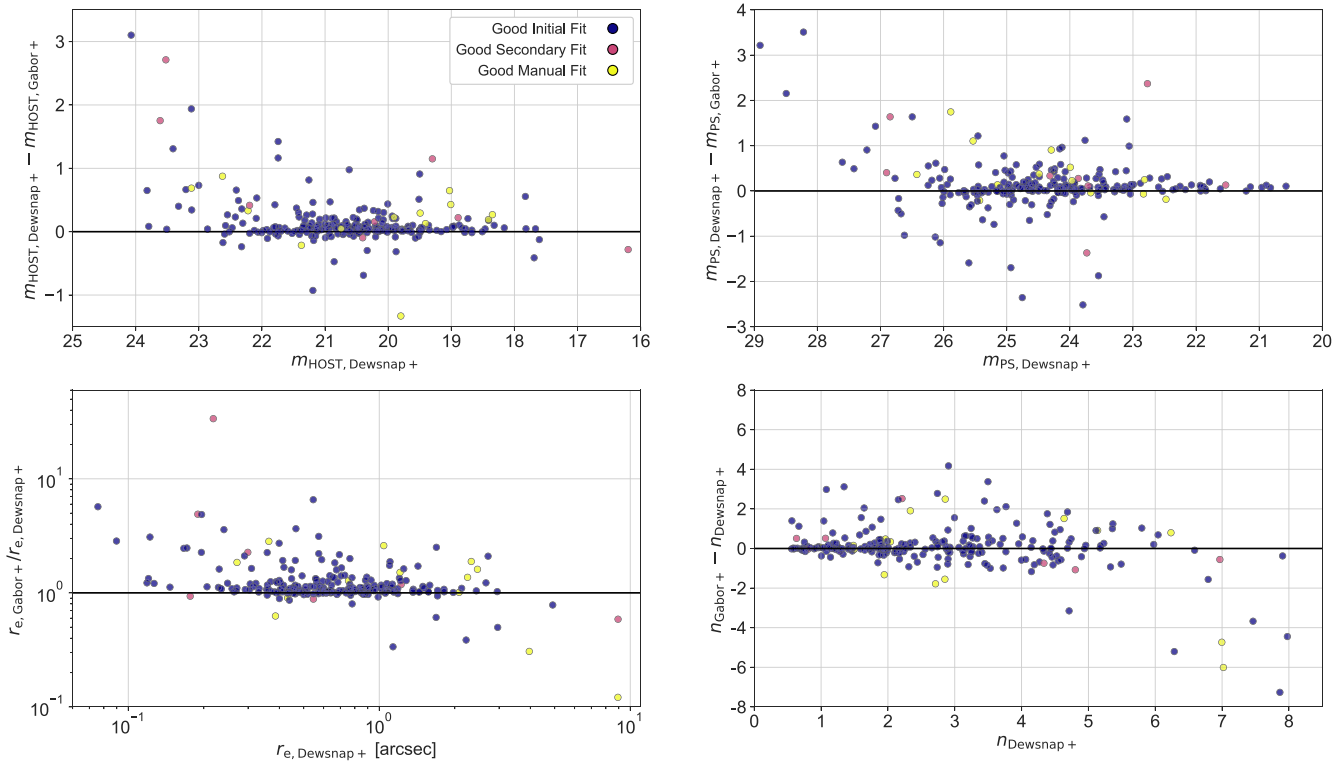 m_HOST, Dewsnap+ − m_HOST, Gabor+
3
2
1
0
−1
25 24 23 22 21 20 19 18 17 16
m_HOST, Dewsnap+
Good Initial Fit
Good Secondary Fit
Good Manual Fit
m_PS, Dewsnap+ − m_PS, Gabor+
4
3
2
1
0
−1
−2
−3
29 28 27 26 25 24 23 22 21 20
m_PS, Dewsnap+
r_e, Gabor+/r_e, Dewsnap+
10^1
10^0
10^−1
10^−1 10^0 10^1
r_e, Dewsnap+ [arcsec]
n_Gabor+ − n_Dewsnap+
8
6
4
2
0
−2
−4
−6
−8
0 1 2 3 4 5 6 7 8
n_Dewsnap+